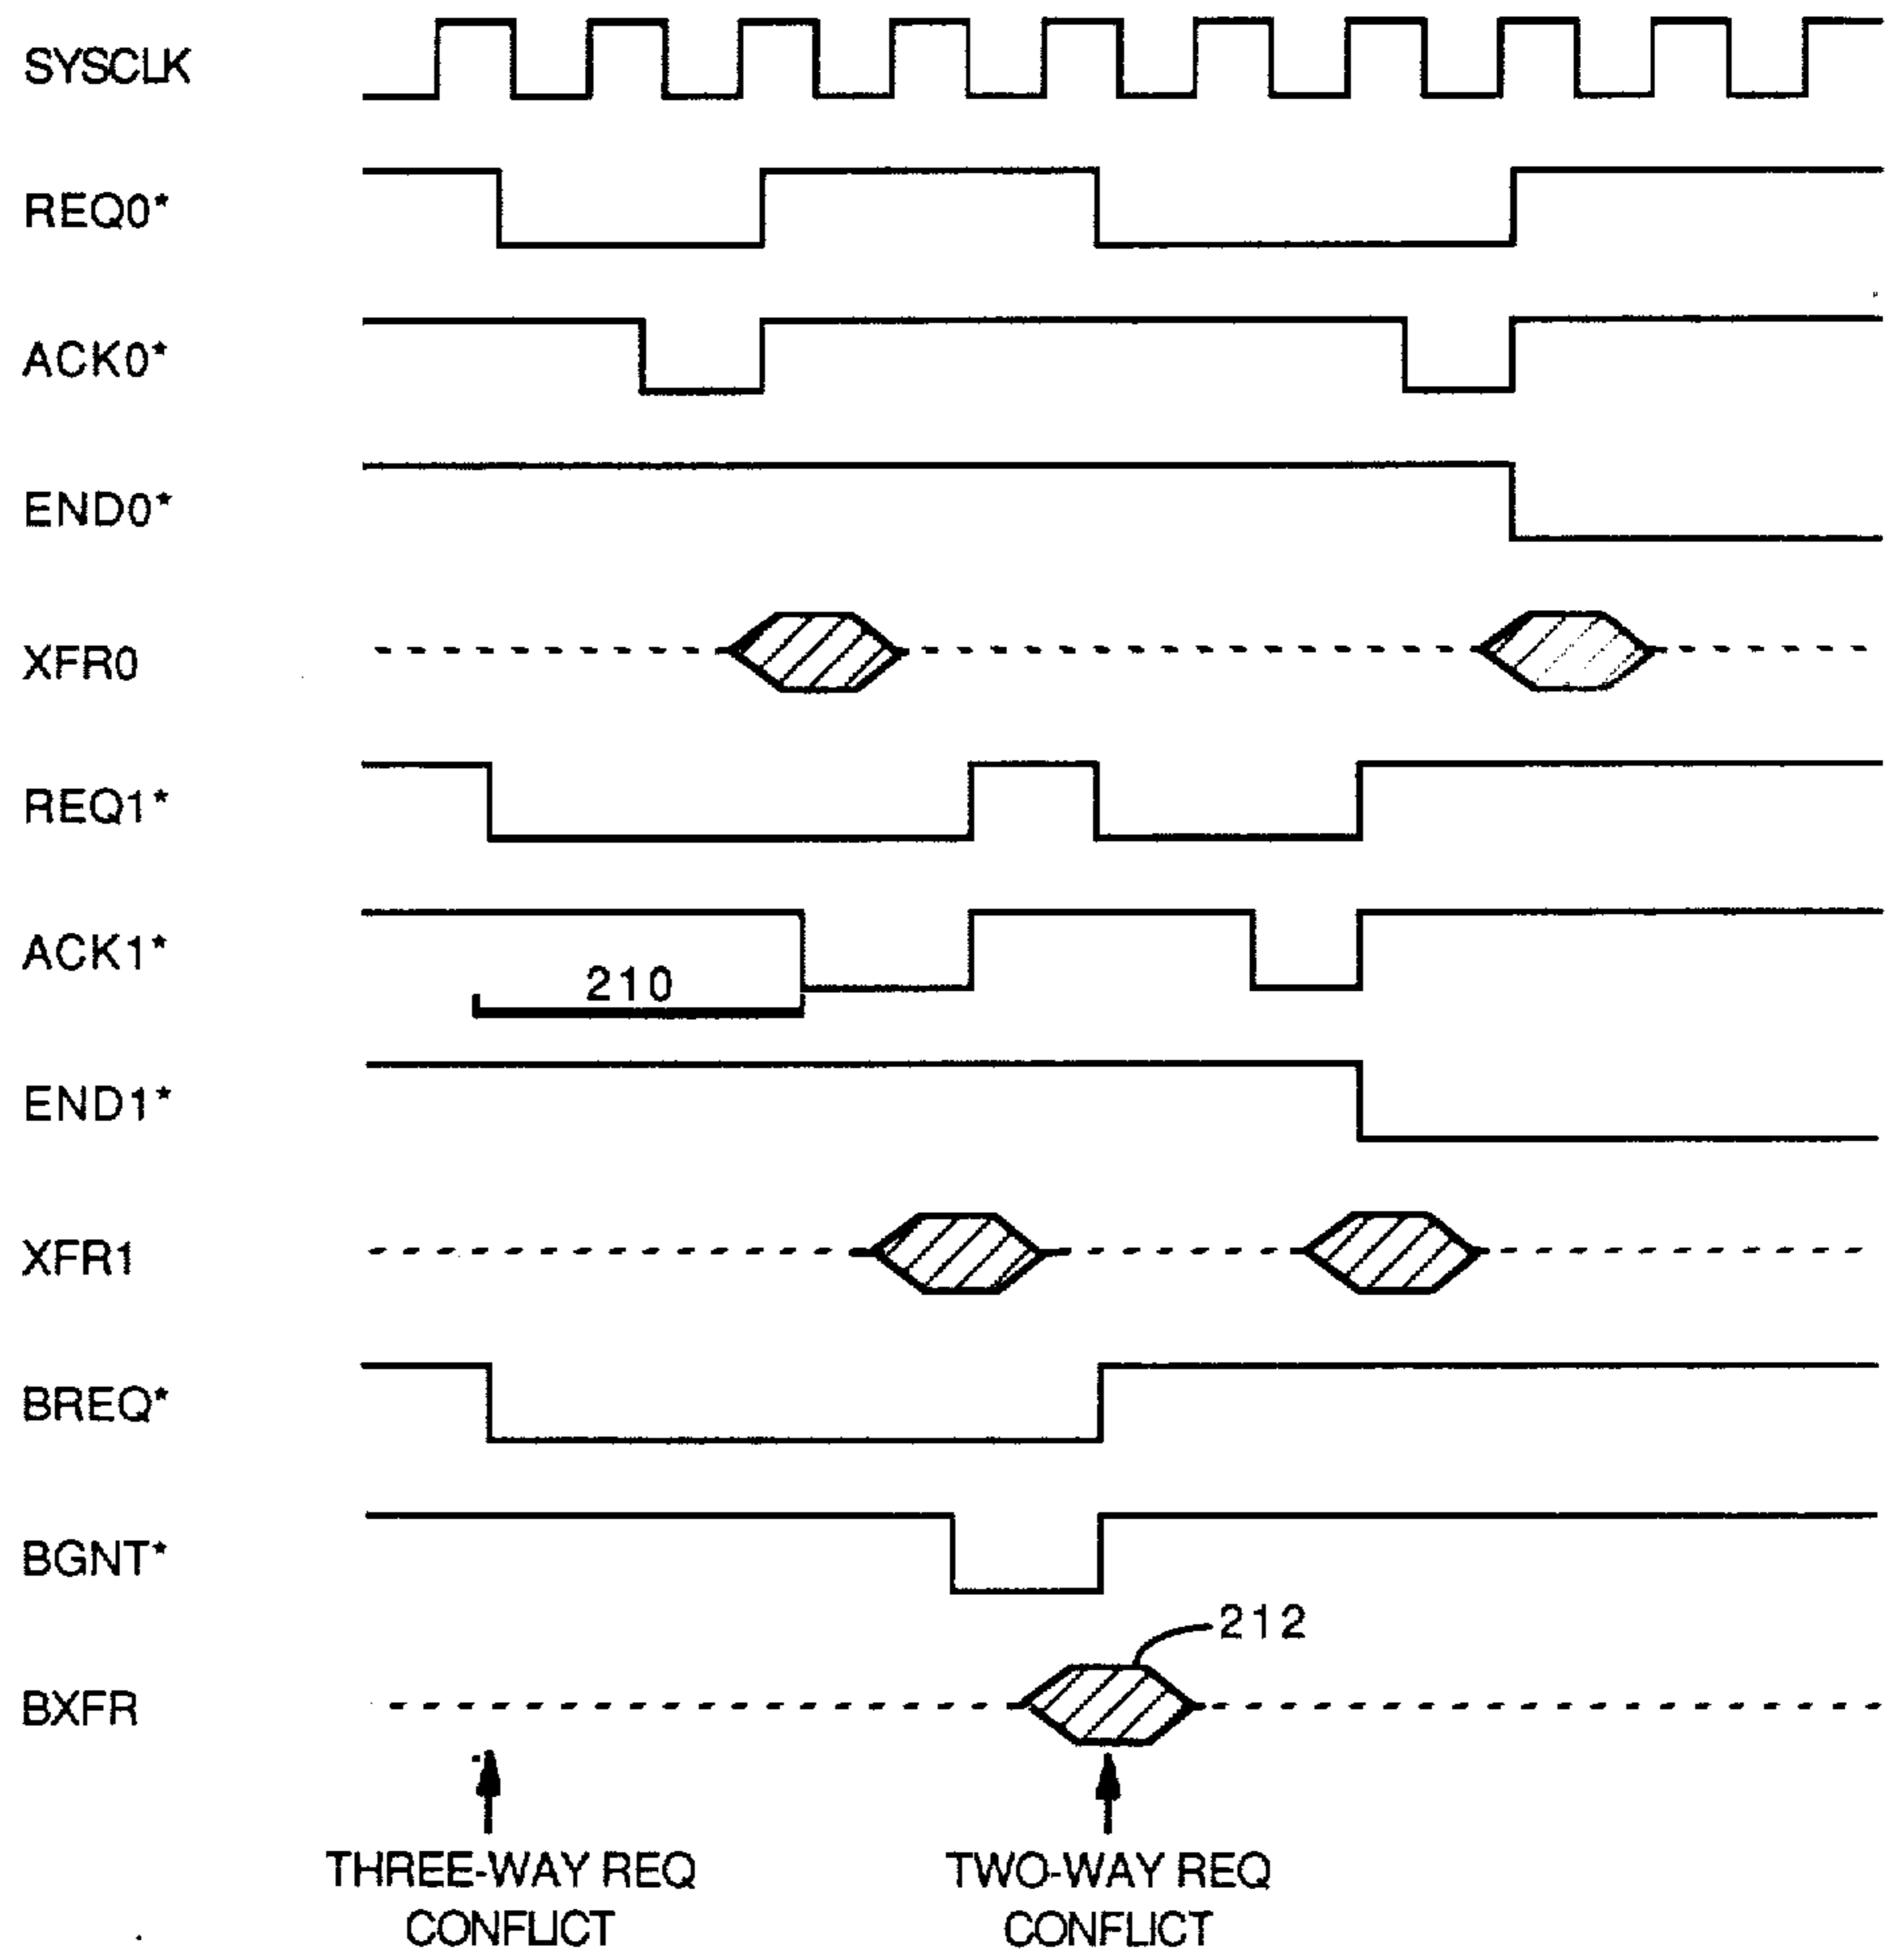 SYSCLK
REQ0*
ACK0*
END0*
XFR0
REQ1*
ACK1*
210
END1*
XFR1
BREQ*
BGNT*
212
BXFR
THREE-WAY REQ
CONFLICT
TWO-WAY REQ
CONFLICT